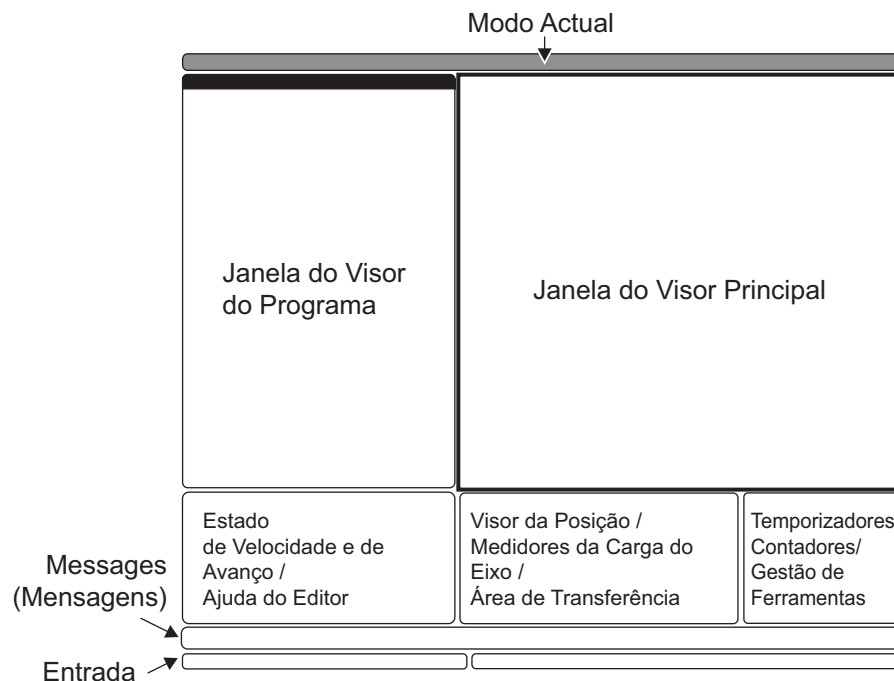 Modo Actual
Janela do Visor
do Programa
Janela do Visor Principal
Estado
de Velocidade e de
Avanço /
Ajuda do Editor
Visor da Posição /
Medidores da Carga do
Eixo /
Área de Transferência
Temporizadores
Contadores/
Gestão de
Ferramentas
Messages
(Mensagens)
Entrada